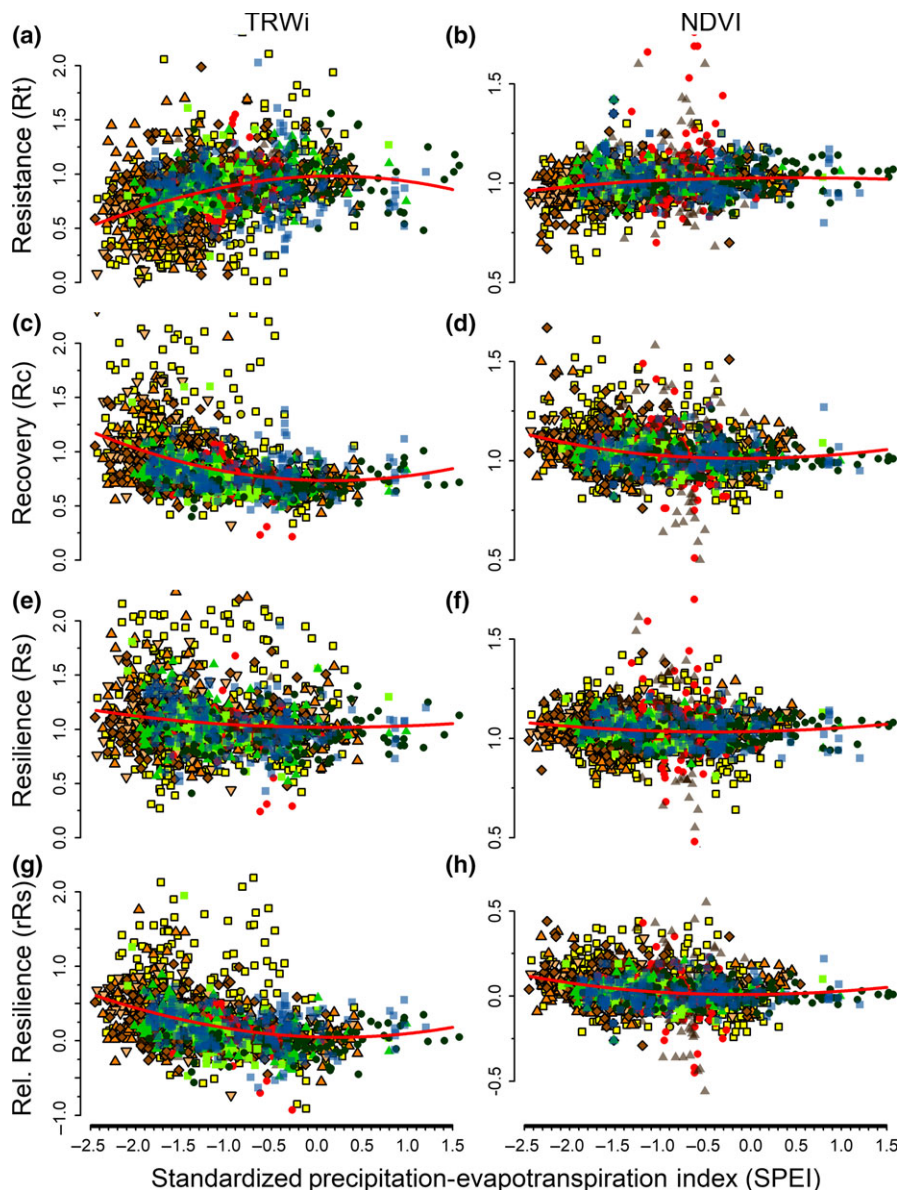 TRWi
NDVI
(a)
(b)
Resistance (Rt)
2.0
1.5
1.0
0.5
0.0
1.5
1.0
0.5
(c)
(d)
Recovery (Rc)
2.0
1.5
1.0
0.5
0.0
1.5
1.0
0.5
(e)
(f)
Resilience (Rs)
2.0
1.5
1.0
0.5
0.0
1.5
1.0
0.5
(g)
(h)
Rel. Resilience (rRs)
2.0
1.0
0.0
−1.0
0.5
0.0
-0.5
−2.5 −2.0 −1.5 −1.0 −0.5 0.0 0.5 1.0 1.5
−2.5 −2.0 −1.5 −1.0 −0.5 0.0 0.5 1.0 1.5
Standardized precipitation-evapotranspiration index (SPEI)